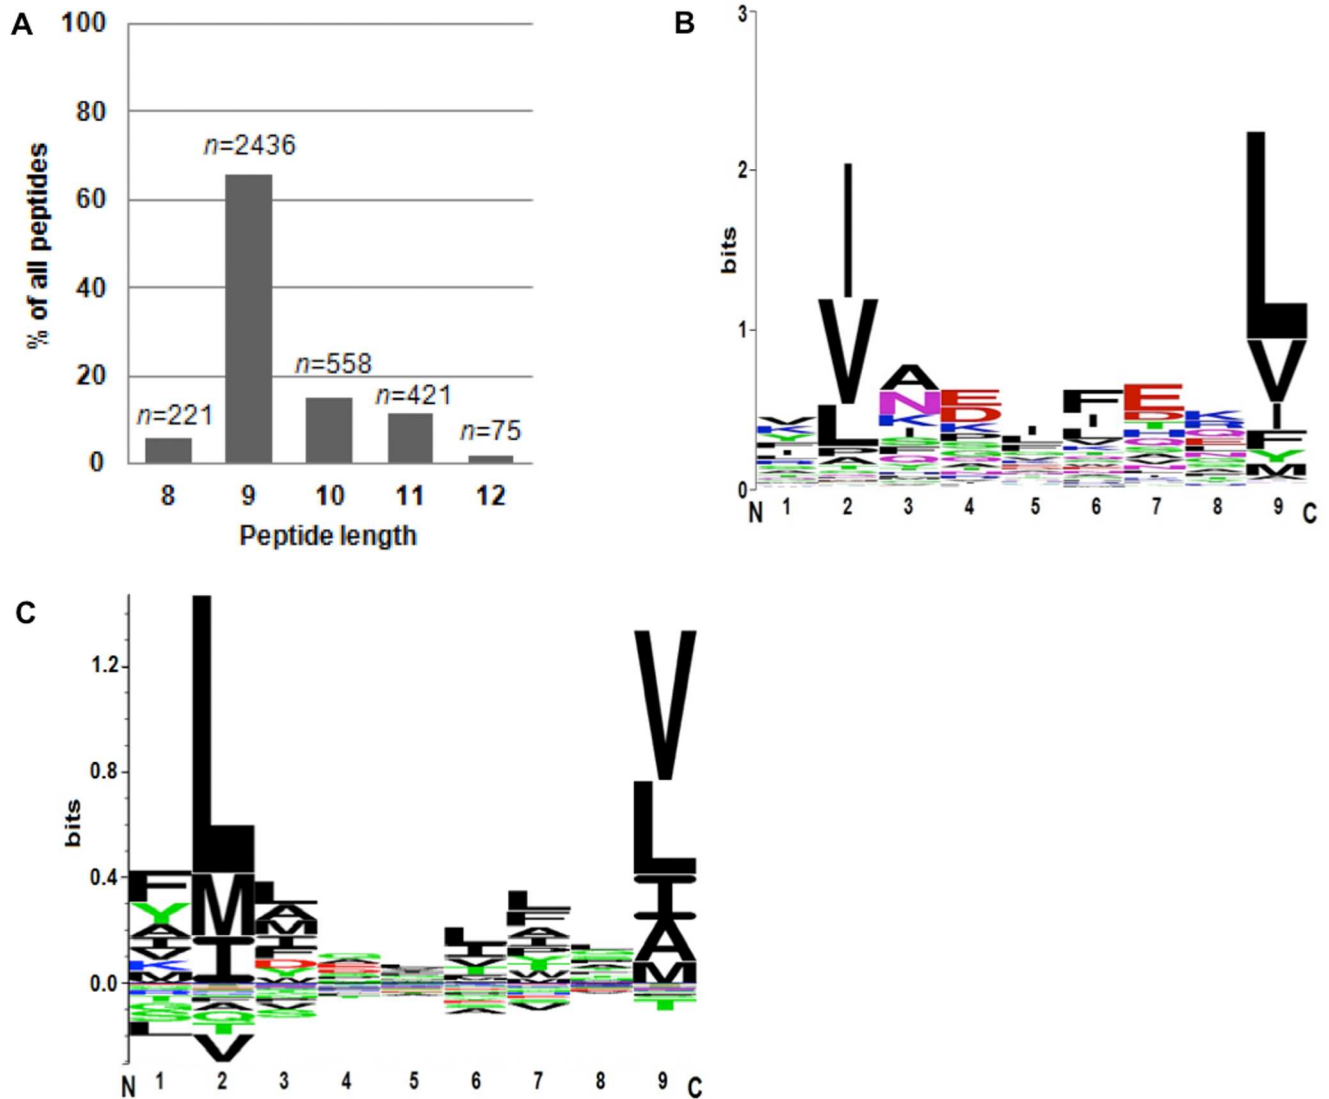 A
100
80
60
40
20
0
% of all peptides
n=221
n=2436
n=558
n=421
n=75
8 9 10 11 12
Peptide length
B
3
2
1
0
bits
I
V
L
A
N
K
E
D
K
F
I
E
D
L
V
I
F
Y
M
N 1 2 3 4 5 6 7 8 9 C
C
1.2
0.8
0.4
0.0
bits
F
Y
A
I
V
K
M
L
M
I
V
L
A
M
I
F
D
Y
L
I
V
L
F
A
I
Y
V
V
L
I
A
M
T
N 1 2 3 4 5 6 7 8 9 C